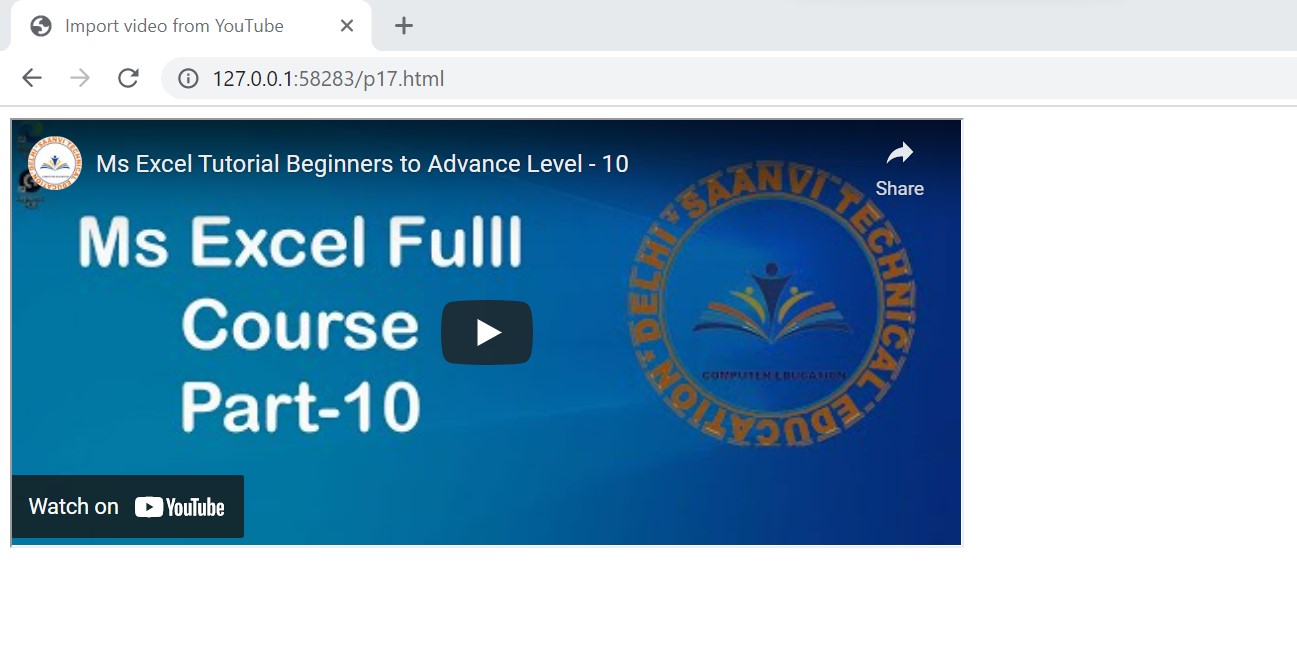 Import video from YouTube
127.0.0.1:58283/p17.html
Ms Excel Tutorial Beginners to Advance Level - 10
Share
Ms Excel Fulll
Course
Part-10
DELHI SAANVI TECHNICAL EDUCATION
COMPUTER EDUCATION
Watch on YouTube